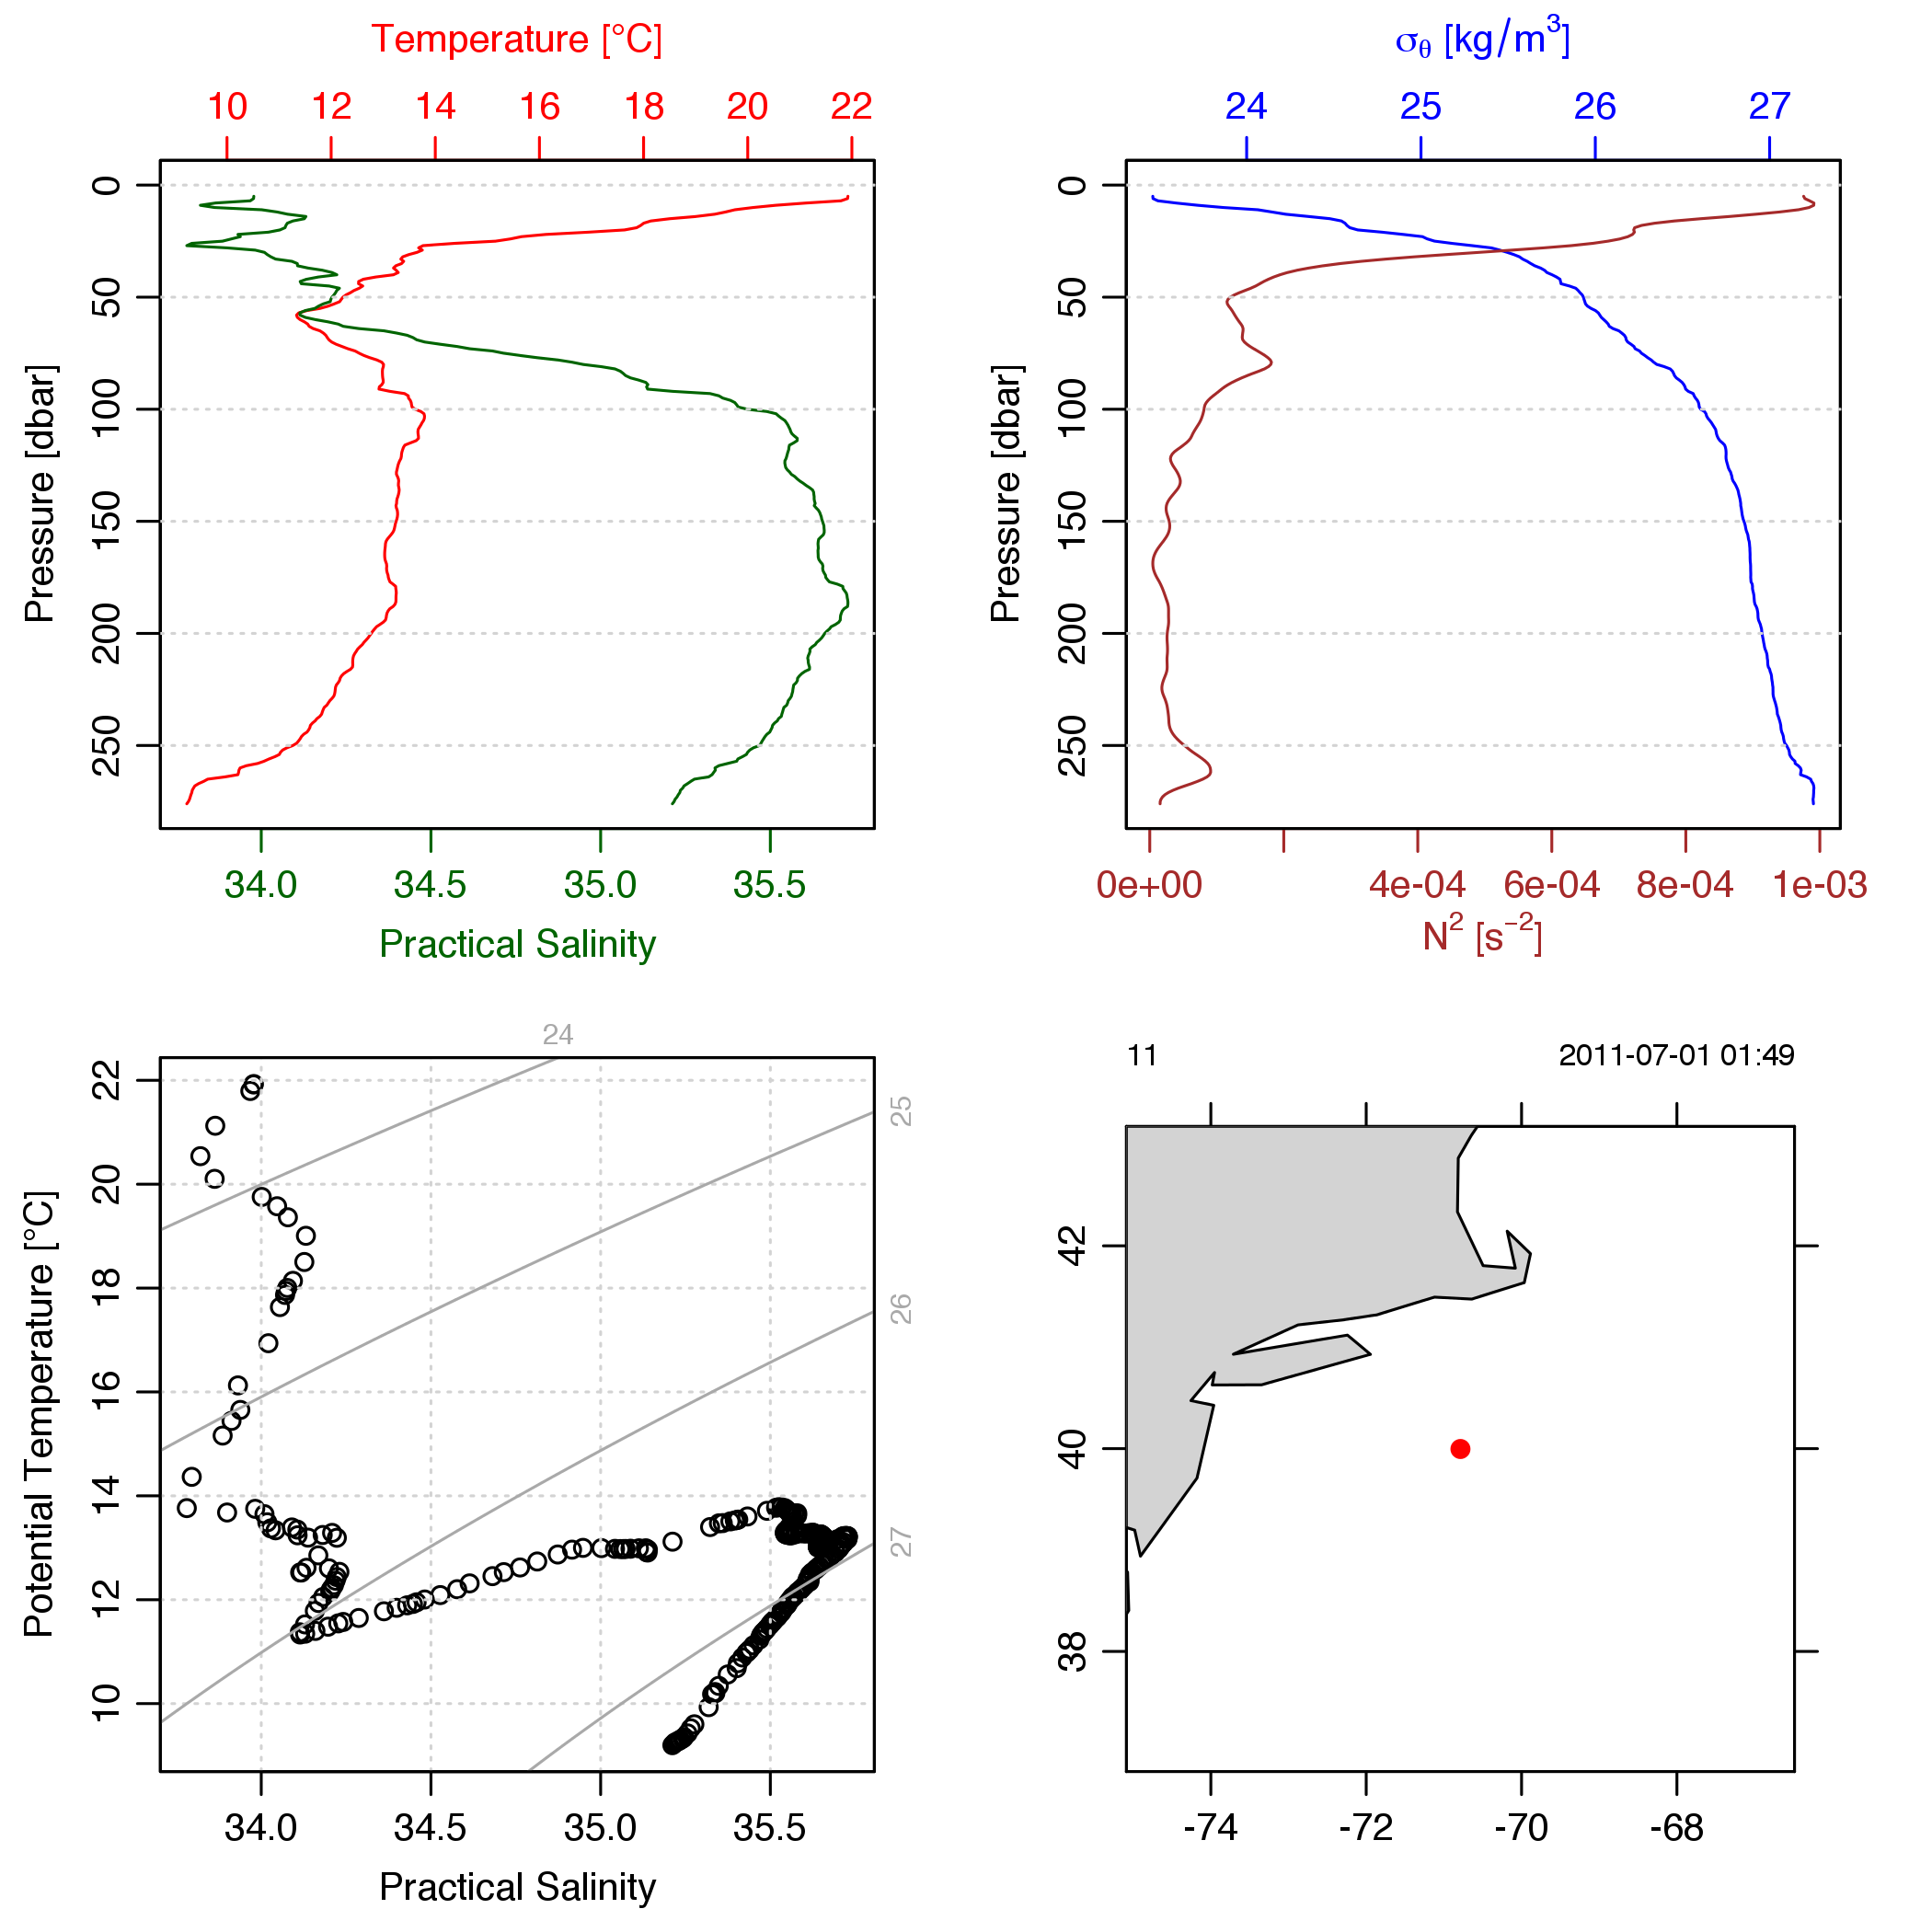 Temperature [°C]
10 12 14 16 18 20 22
0
50
100
150
200
250
Pressure [dbar]
34.0 34.5 35.0 35.5
Practical Salinity
σθ [kg/m³]
24 25 26 27
0
50
100
150
200
250
Pressure [dbar]
0e+00 4e-04 6e-04 8e-04 1e-03
N² [s⁻²]
24
25
26
27
22
20
18
16
14
12
10
Potential Temperature [°C]
34.0 34.5 35.0 35.5
Practical Salinity
11 2011-07-01 01:49
42
40
38
-74 -72 -70 -68